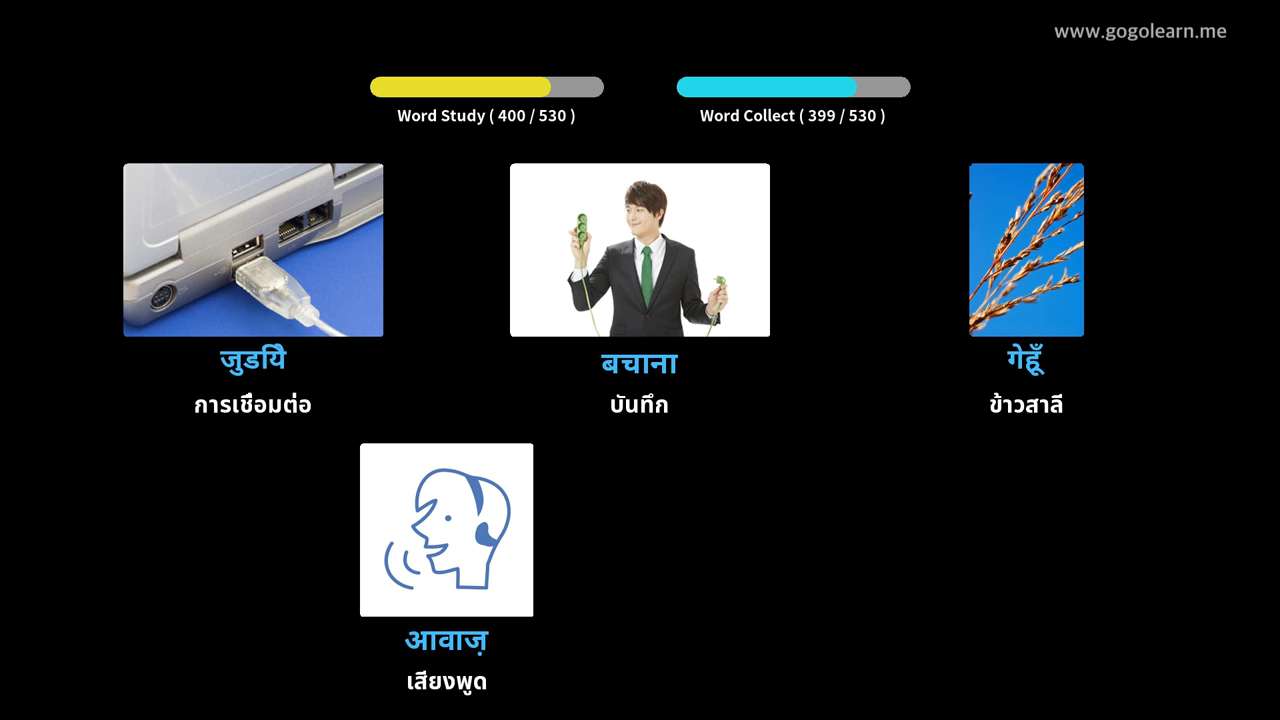 www.gogolearn.me
Word Study ( 400 / 530 )
Word Collect ( 399 / 530 )
जुडयिे
बचाना
गेहूँ
การเชื่อมต่อ
บันทึก
ข้าวสาลี
आवाज़
เสียงพูด